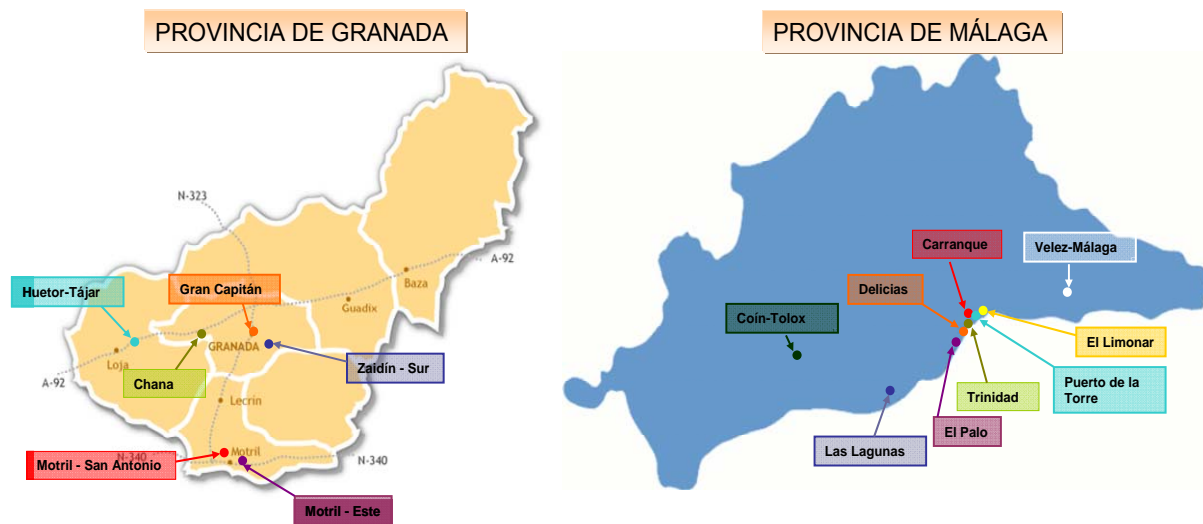 PROVINCIA DE GRANADA
PROVINCIA DE MÁLAGA
N-323
A-92
Huetor-Tájar
Gran Capitán
Baza
Guadix
GRANADA
Loja
Zaidín - Sur
A-92
Chana
Lecrín
Motril - San Antonio
N-340
Motril
N-340
Motril - Este
Carranque
Velez-Málaga
Delicias
Coín-Tolox
El Limonar
Puerto de la
Torre
Trinidad
El Palo
Las Lagunas